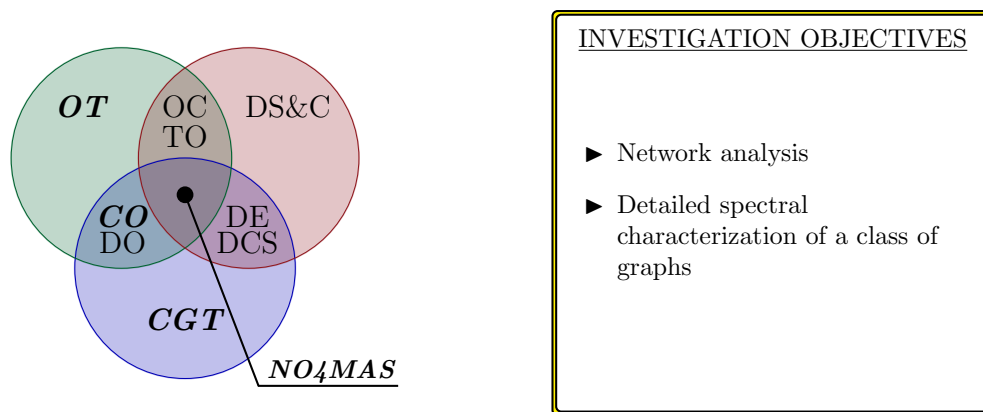 OT
OC
TO
DS&C
CO
DO
DE
DCS
CGT
NO4MAS
INVESTIGATION OBJECTIVES
► Network analysis
► Detailed spectral
characterization of a class of
graphs